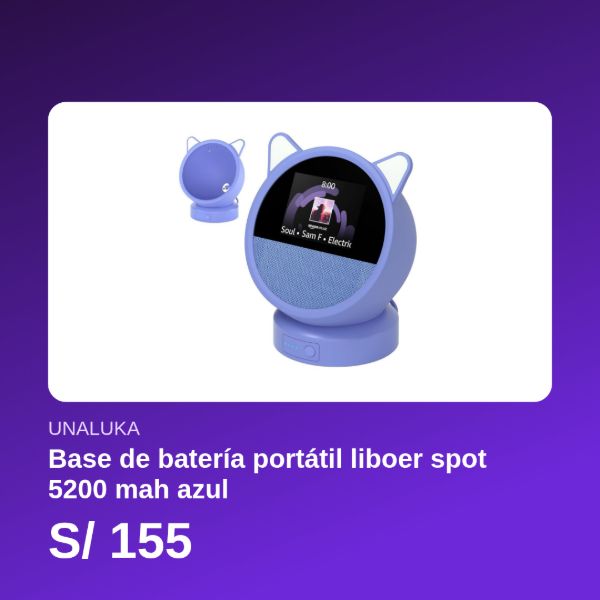 8:00
Soul • Sam F • Electric
UNALUKA
Base de batería portátil liboer spot
5200 mah azul
S/ 155